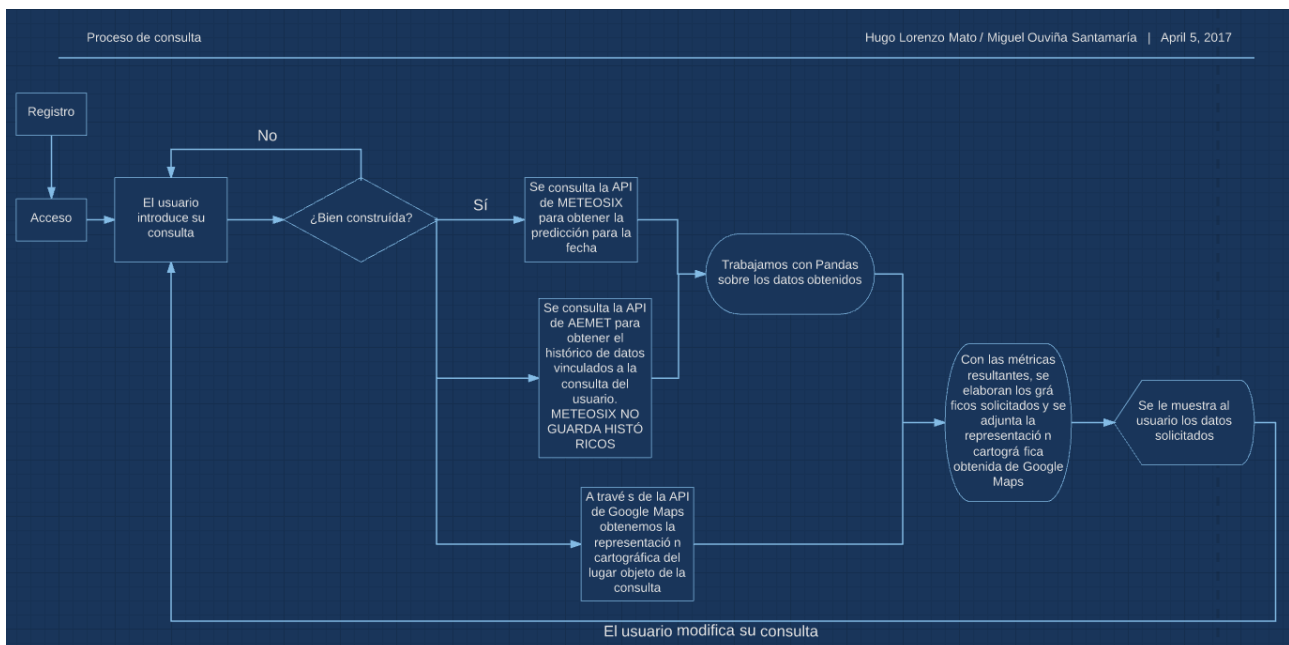 Proceso de consulta
Hugo Lorenzo Mato / Miguel Ouviña Santamaría | April 5, 2017
Registro
Acceso
El usuario
introduce su
consulta
No
¿Bien construída?
Sí
Se consulta la API
de METEOSIX
para obtener la
predicción para la
fecha
Se consulta la API
de AEMET para
obtener el
histórico de datos
vinculados a la
consulta del
usuario.
METEOSIX NO
GUARDA HISTÓ
RICOS
A travé s de la API
de Google Maps
obtenemos la
representació n
cartográfica del
lugar objeto de la
consulta
Trabajamos con Pandas
sobre los datos obtenidos
Con las métricas
resultantes, se
elaboran los grá
ficos solicitados y se
adjunta la
representació n
cartográ fica
obtenida de Google
Maps
Se le muestra al
usuario los datos
solicitados
El usuario modifica su consulta